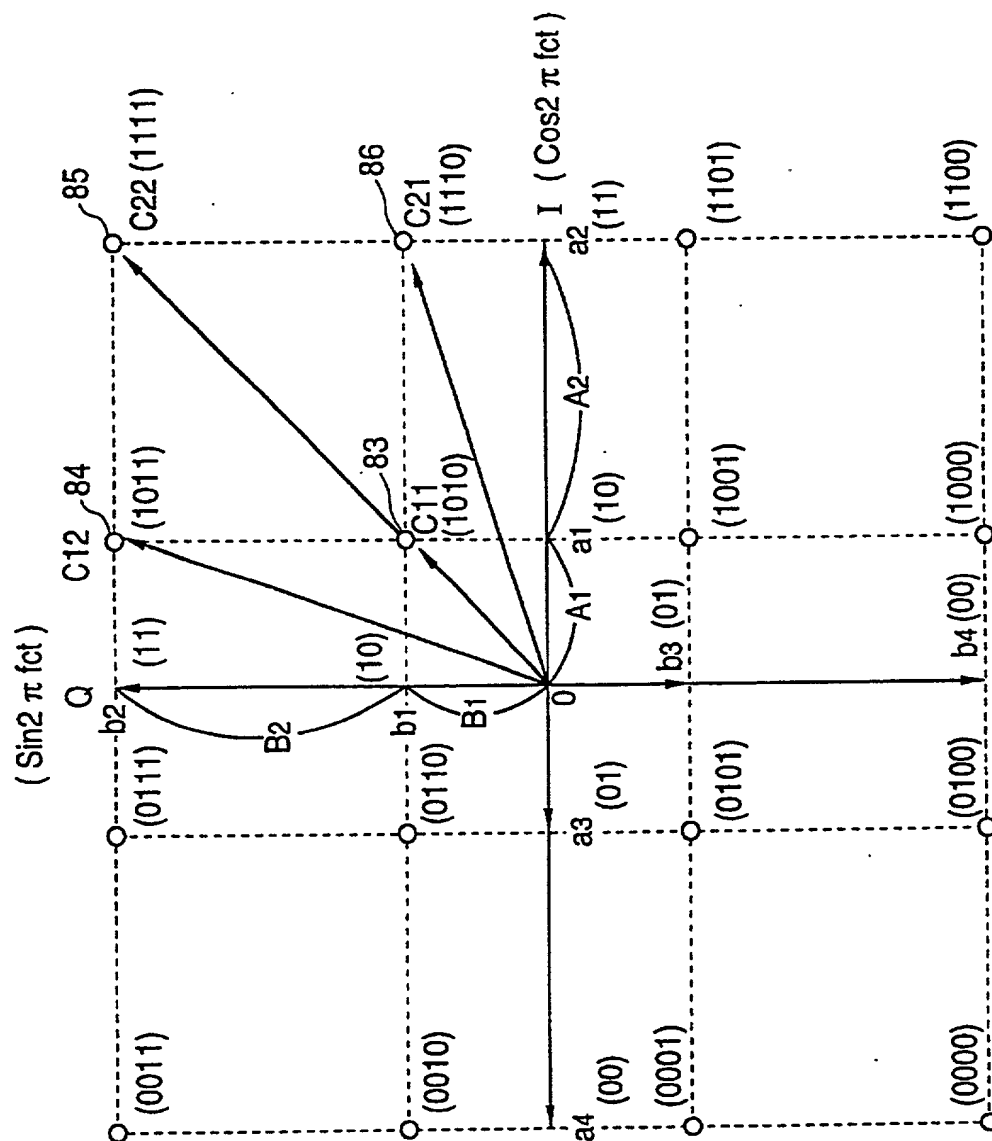 ( Sin2 π fct )
Q
b2
(11)
C12
84
(1011)
85
C22 (1111)
(0011)
(0111)
B2
(0010)
(0110)
b1
(10)
B1
83
C11
(1010)
86
C21
(1110)
I ( Cos2 π fct )
a4
(00)
a3
(01)
0
A1
a1
(10)
A2
a2
(11)
(0001)
(0101)
b3 (01)
(1001)
(1101)
(0000)
(0100)
b4 (00)
(1000)
(1100)